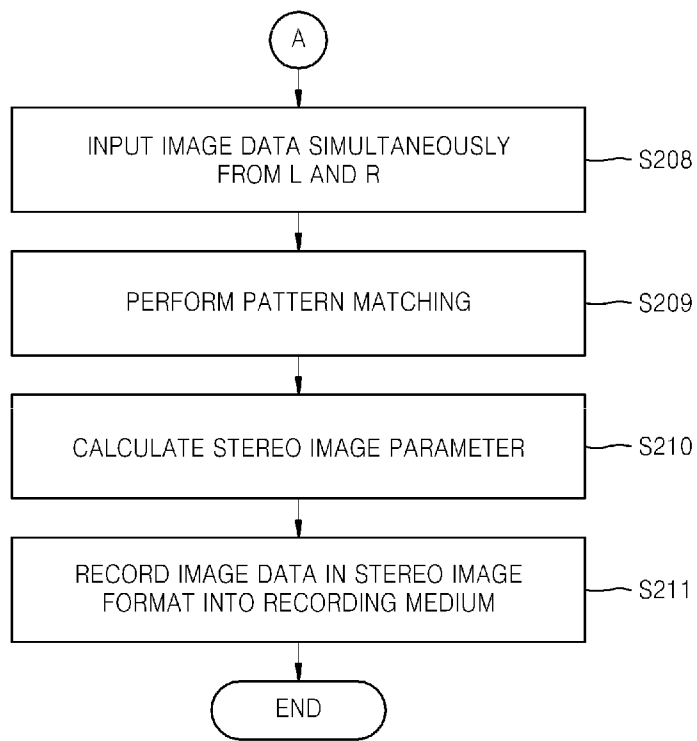 A
INPUT IMAGE DATA SIMULTANEOUSLY
FROM L AND R
S208
PERFORM PATTERN MATCHING
S209
CALCULATE STEREO IMAGE PARAMETER
S210
RECORD IMAGE DATA IN STEREO IMAGE
FORMAT INTO RECORDING MEDIUM
S211
END